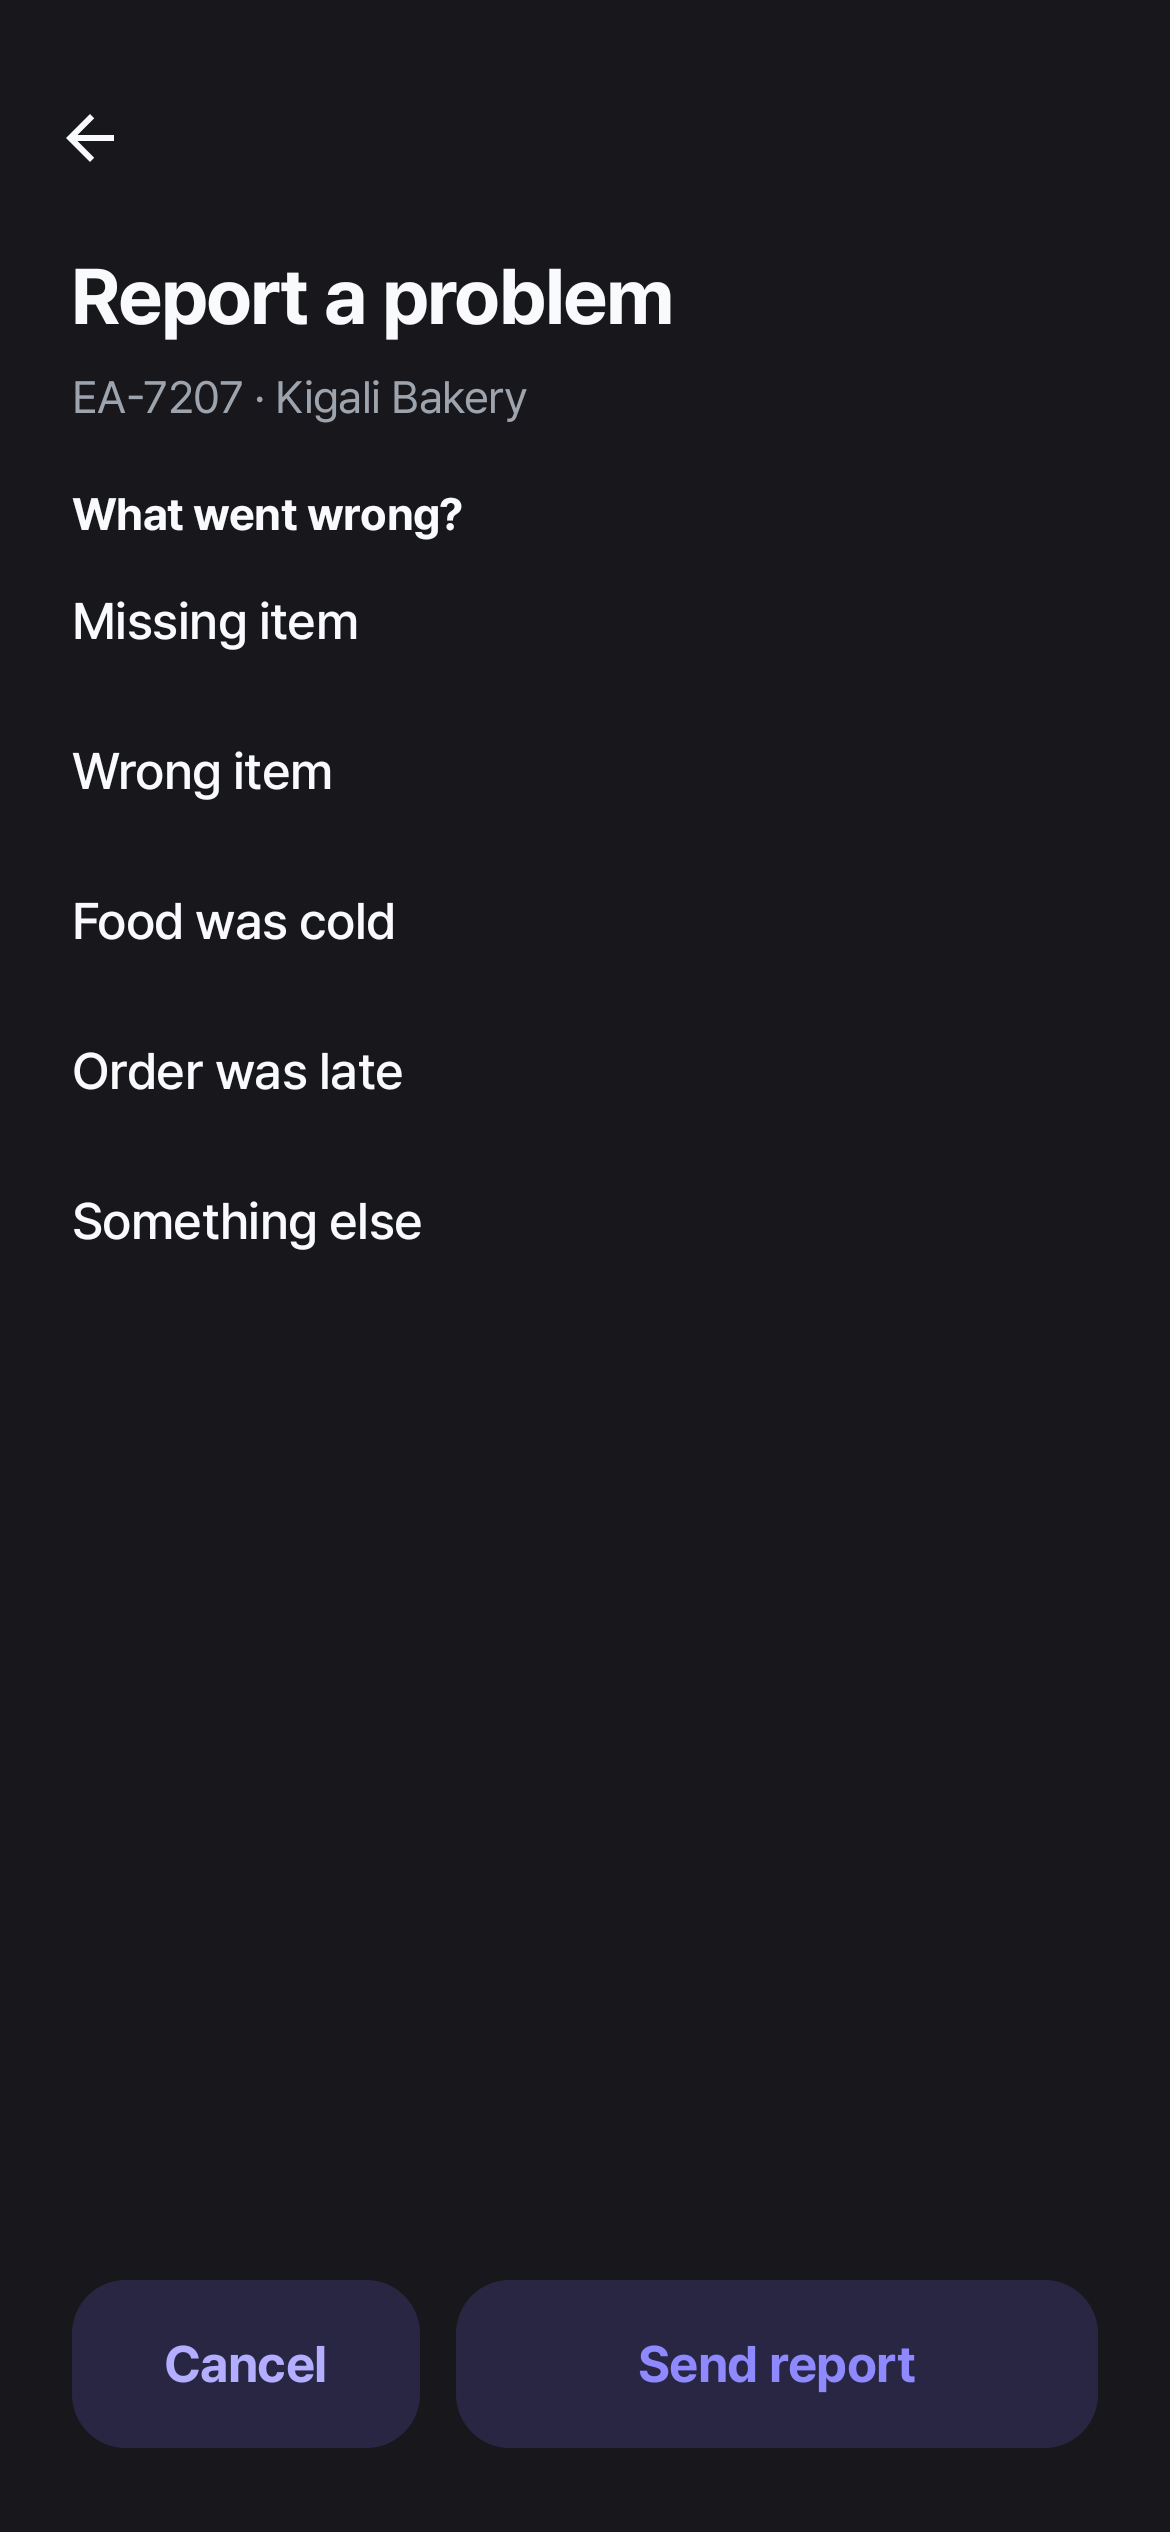 Report a problem
EA-7207 · Kigali Bakery
What went wrong?
Missing item
Wrong item
Food was cold
Order was late
Something else
Cancel
Send report